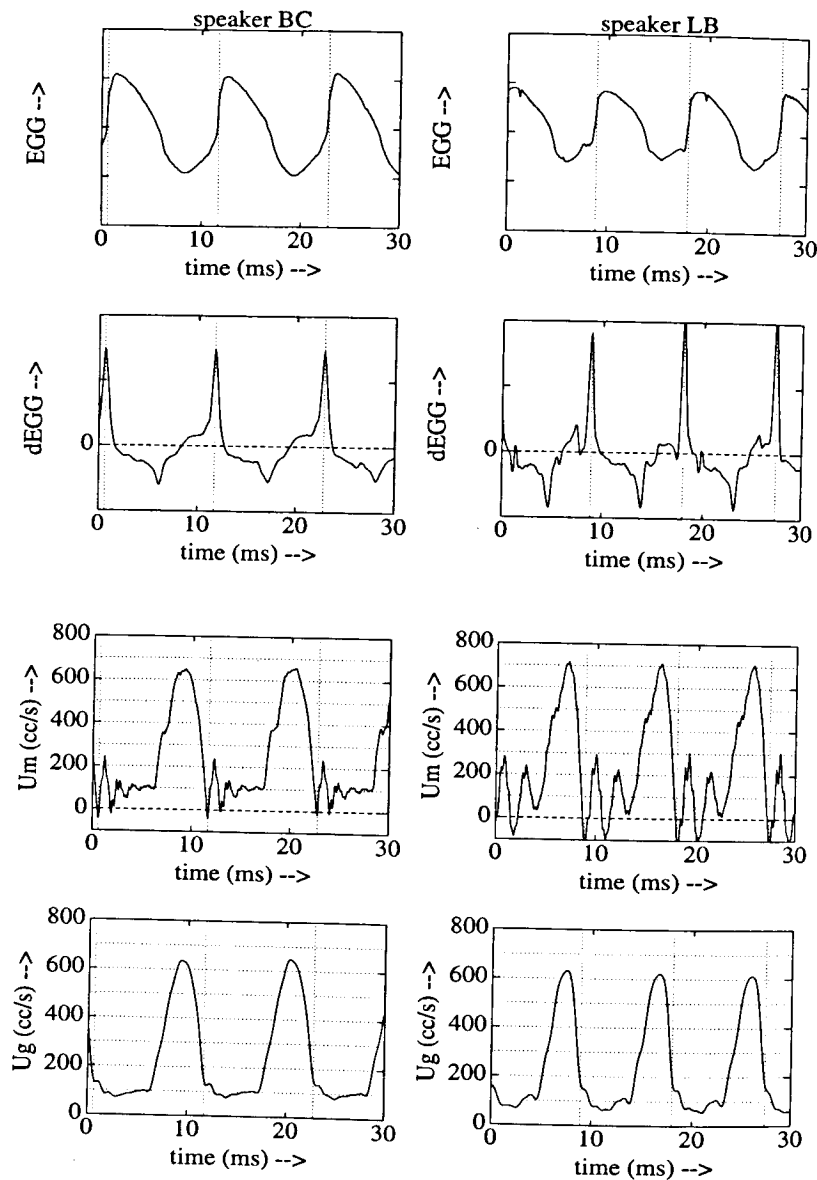 speaker BC
EGG -->
0 10 20 30
time (ms) -->
speaker LB
EGG -->
0 10 20 30
time (ms) -->
dEGG -->
0
0 10 20 30
time (ms) -->
dEGG -->
0
0 10 20 30
time (ms) -->
Um (cc/s) -->
800
600
400
200
0
0 10 20 30
time (ms) -->
Um (cc/s) -->
800
600
400
200
0
0 10 20 30
time (ms) -->
Ug (cc/s) -->
800
600
400
200
0
0 10 20 30
time (ms) -->
Ug (cc/s) -->
800
600
400
200
0
0 10 20 30
time (ms) -->